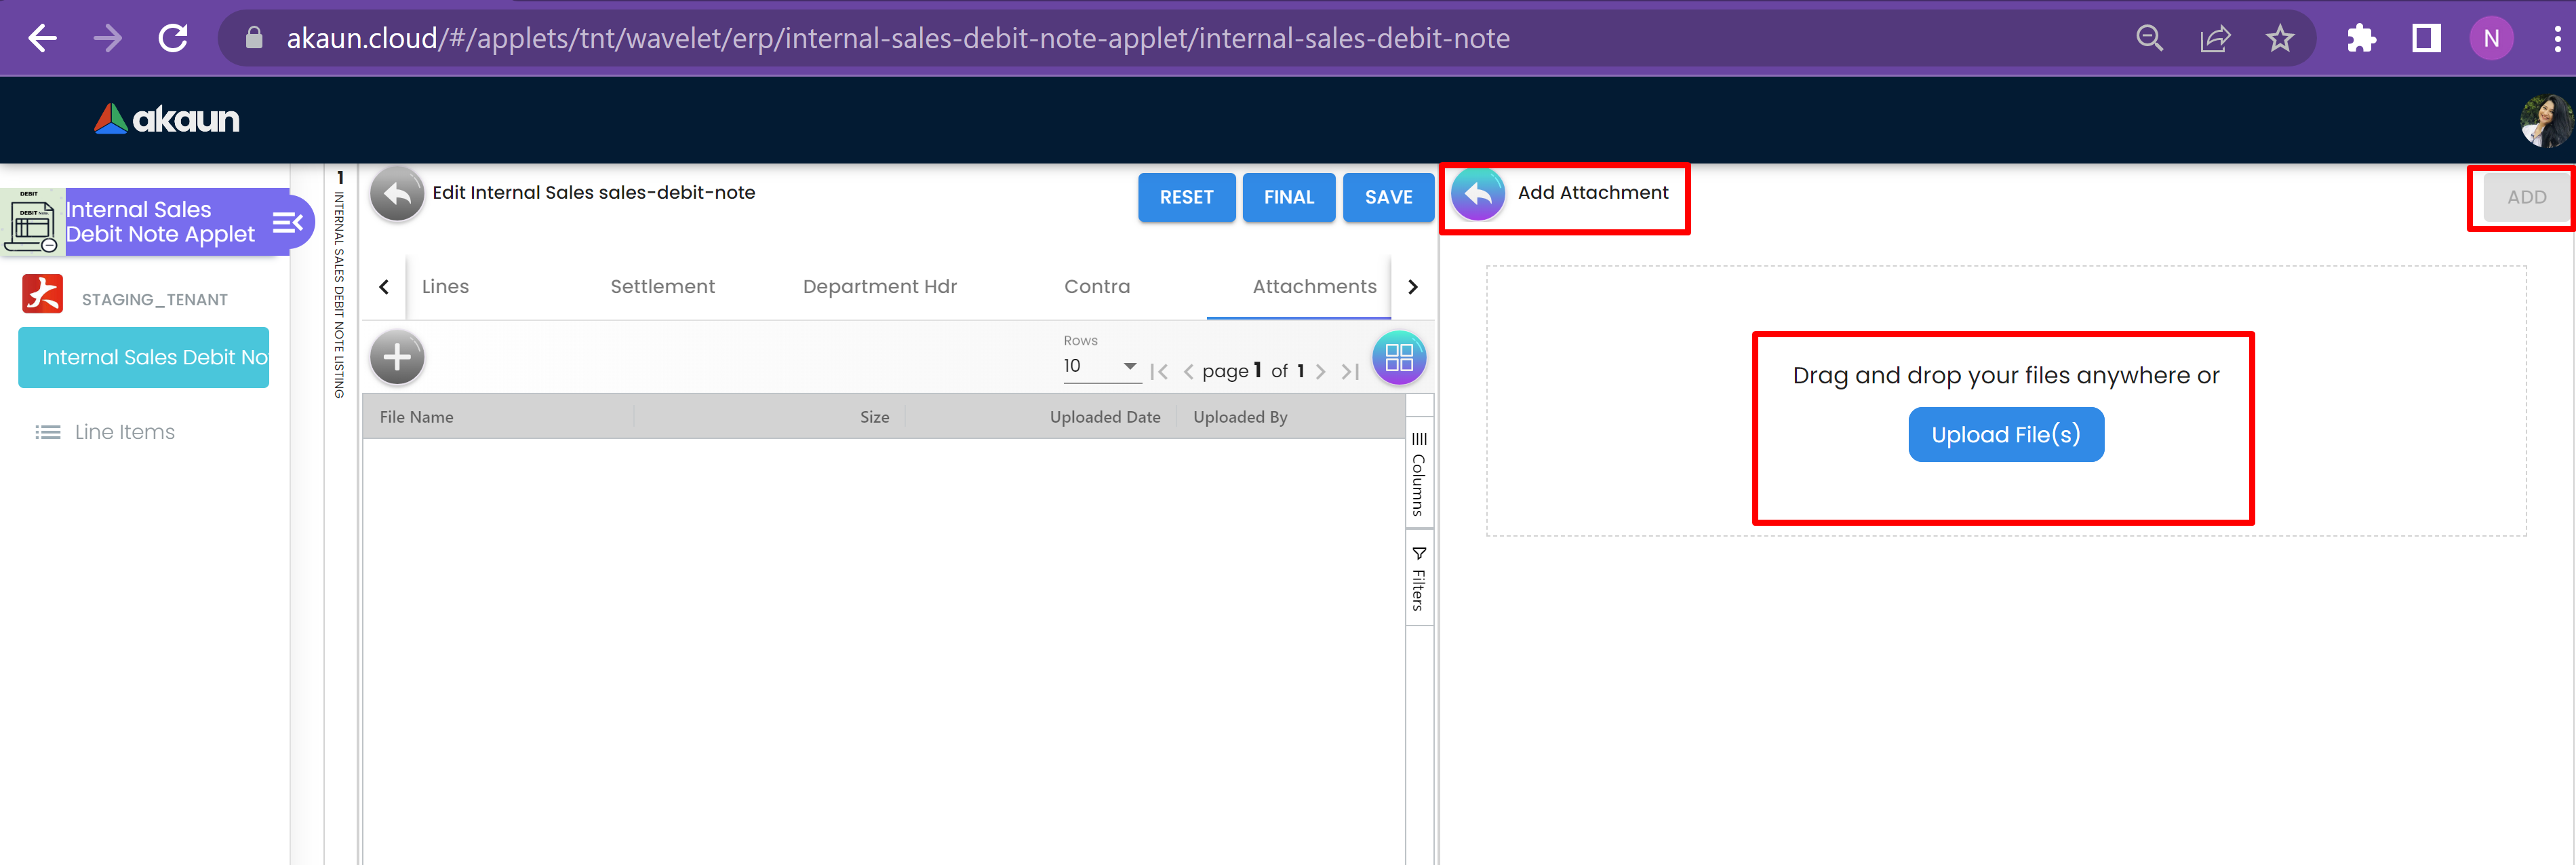 akaun.cloud/#/applets/tnt/wavelet/erp/internal-sales-debit-note-applet/internal-sales-debit-note
N
akaun
DEBIT
Internal Sales
Debit Note Applet
STAGING_TENANT
Internal Sales Debit No
Line Items
1
INTERNAL SALES DEBIT NOTE LISTING
Edit Internal Sales sales-debit-note
RESET
FINAL
SAVE
Lines
Settlement
Department Hdr
Contra
Attachments
Rows
10
page 1 of 1
File Name
Size
Uploaded Date
Uploaded By
Columns
Filters
Add Attachment
ADD
Drag and drop your files anywhere or
Upload File(s)